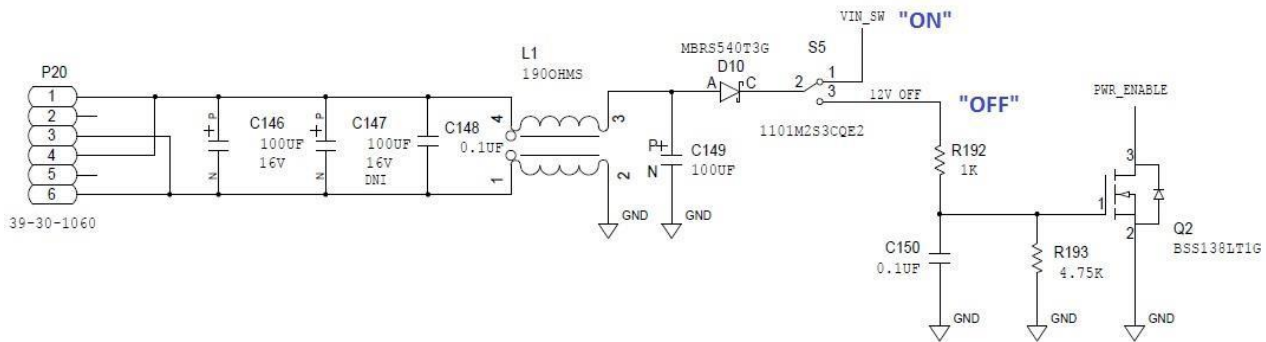 VIN_SW "ON"
L1
190OHMS
MBRS540T3G
D10
S5
P20
1
2
3
4
5
6
39-30-1060
P
N
C146
100UF
16V
P
N
C147
100UF
16V
DNI
C148
0.1UF
4
3
1
2
GND
P
N
C149
100UF
GND
A
C
2
1
3
12V OFF
"OFF"
1101M2S3CQE2
PWR_ENABLE
R192
1K
3
1
2
Q2
BSS138LT1G
C150
0.1UF
R193
4.75K
GND
GND
GND